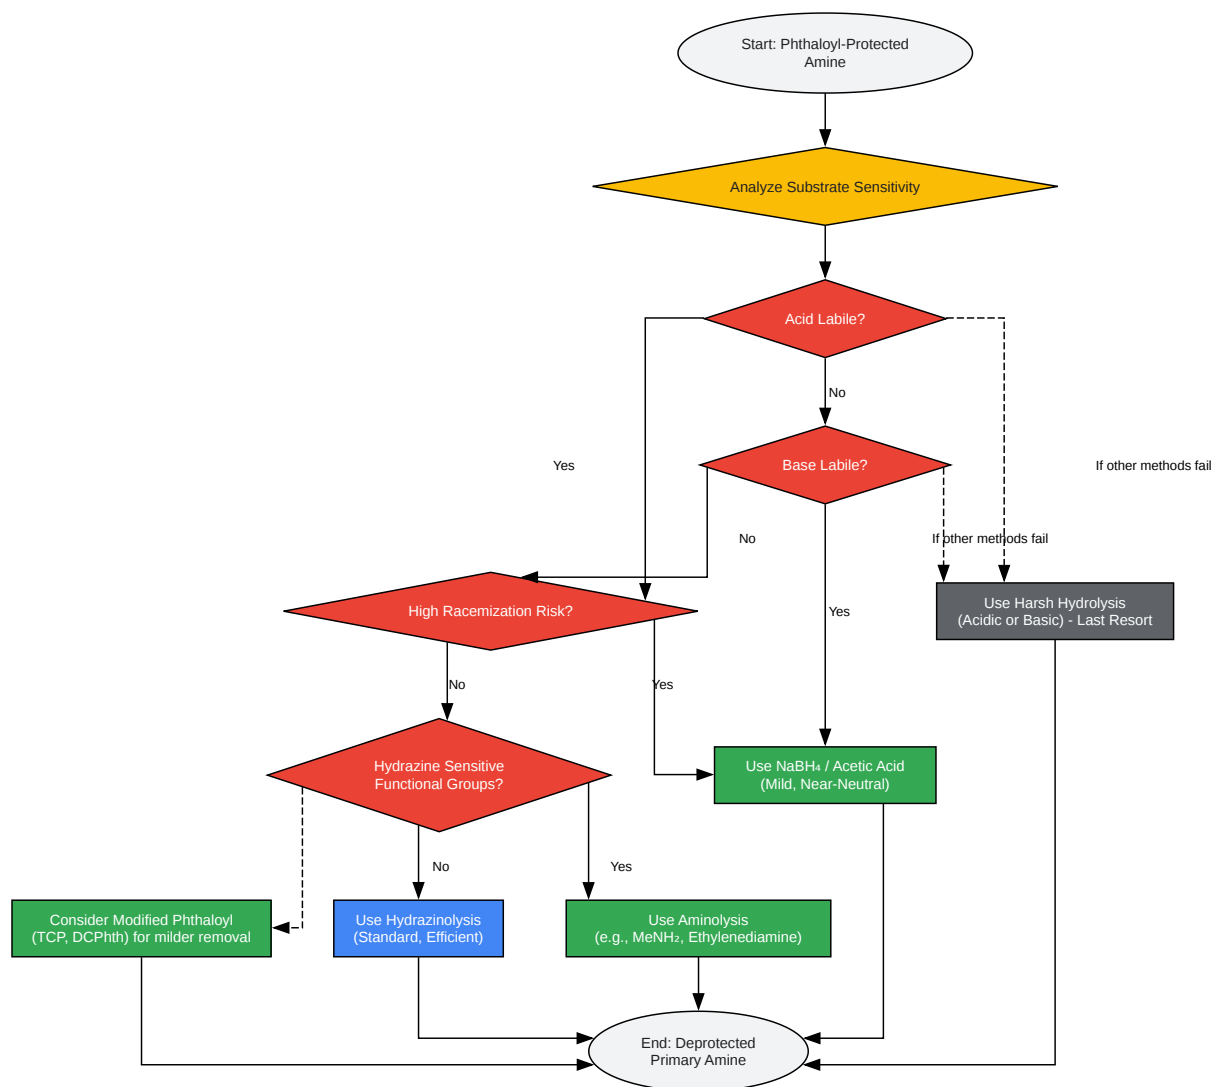 Start: Phthaloyl-Protected
Amine
Analyze Substrate Sensitivity
Acid Labile?
No
Base Labile?
Yes
If other methods fail
No
If other methods fail
High Racemization Risk?
Yes
Use Harsh Hydrolysis
(Acidic or Basic) - Last Resort
No
Yes
Hydrazine Sensitive
Functional Groups?
Use NaBH₄ / Acetic Acid
(Mild, Near-Neutral)
No
Yes
Consider Modified Phthaloyl
(TCP, DCPhth) for milder removal
Use Hydrazinolysis
(Standard, Efficient)
Use Aminolysis
(e.g., MeNH₂, Ethylenediamine)
End: Deprotected
Primary Amine